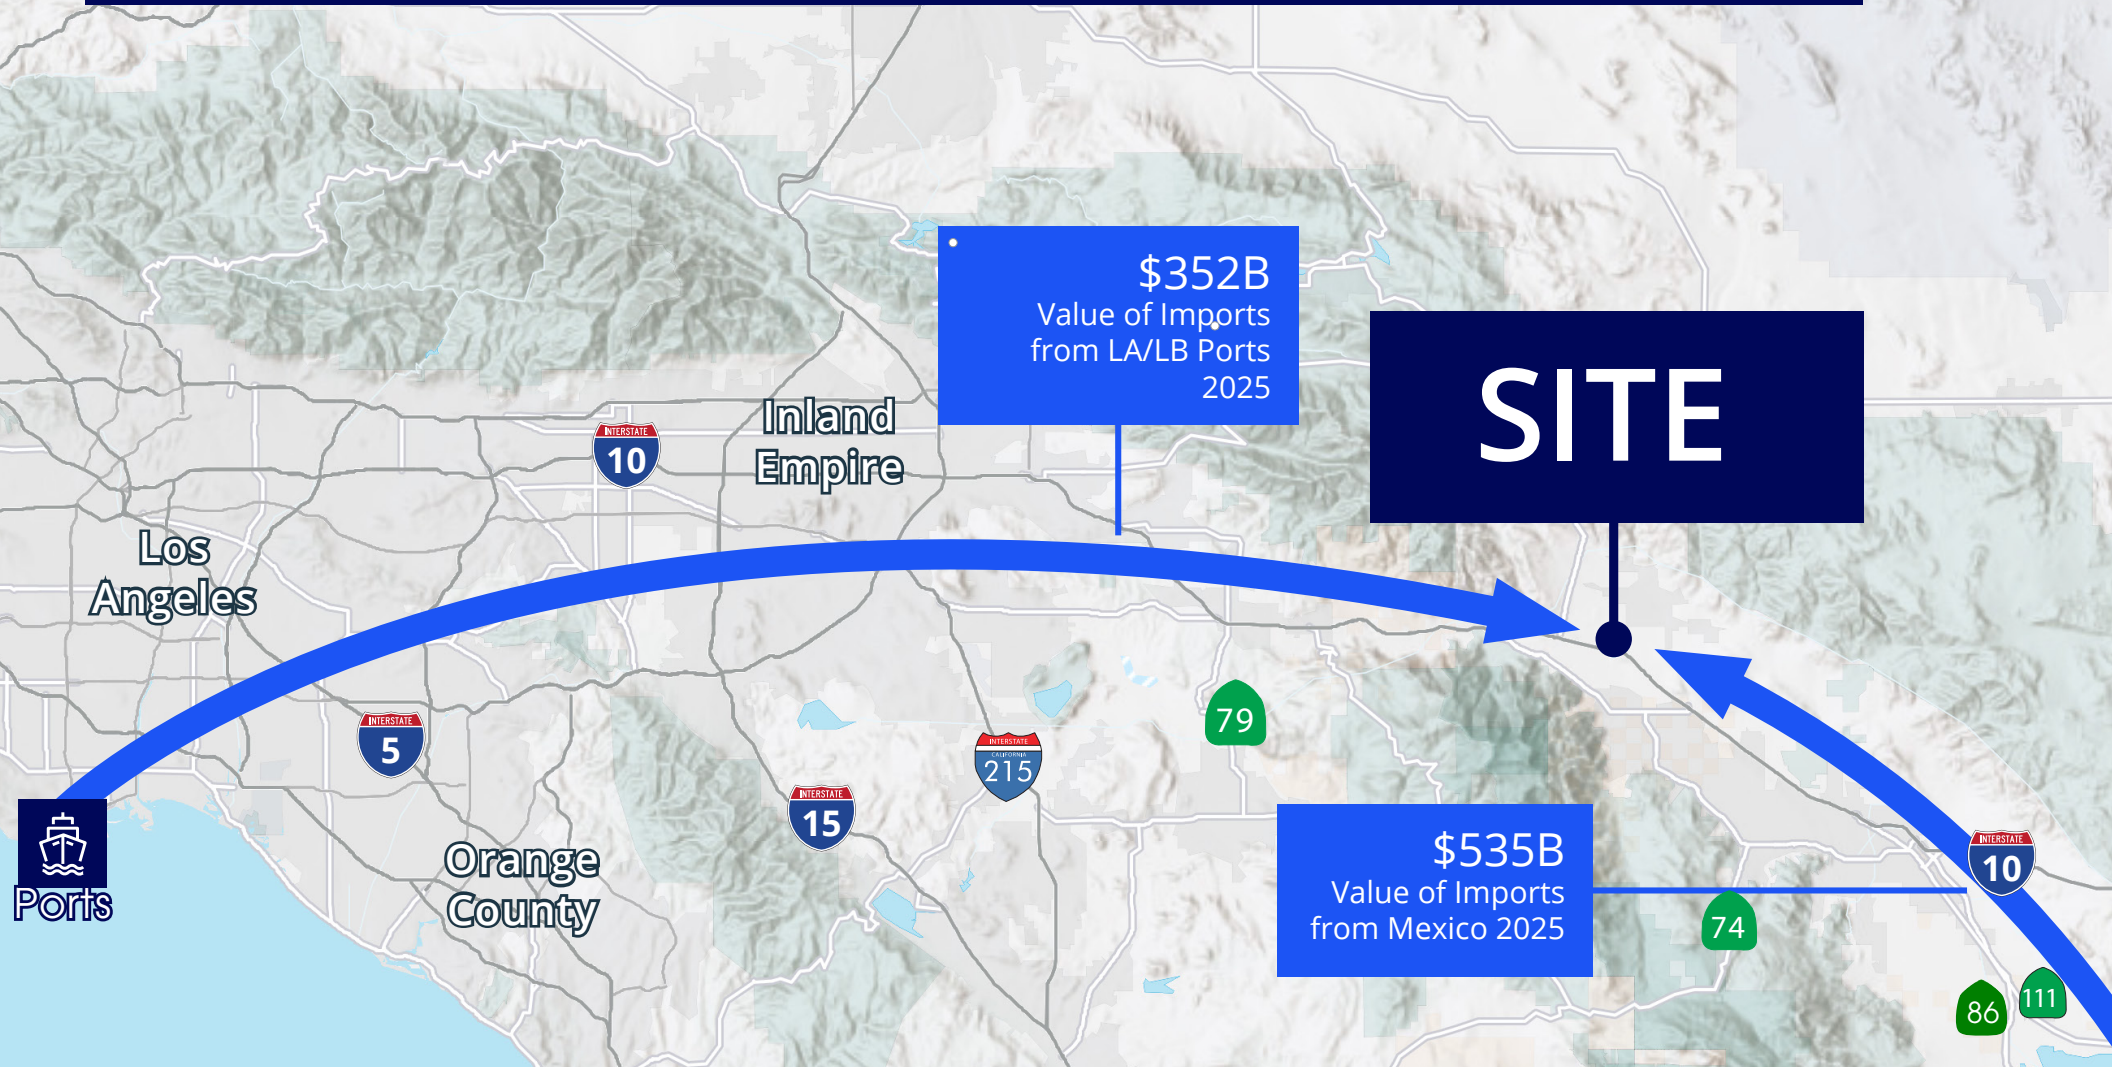 $352B
Value of Imports
from LA/LB Ports
2025
SITE
Inland
Empire
INTERSTATE
10
Los
Angeles
INTERSTATE
5
79
INTERSTATE
CALIFORNIA
215
INTERSTATE
15
Ports
Orange
County
$535B
Value of Imports
from Mexico 2025
INTERSTATE
10
74
86
111